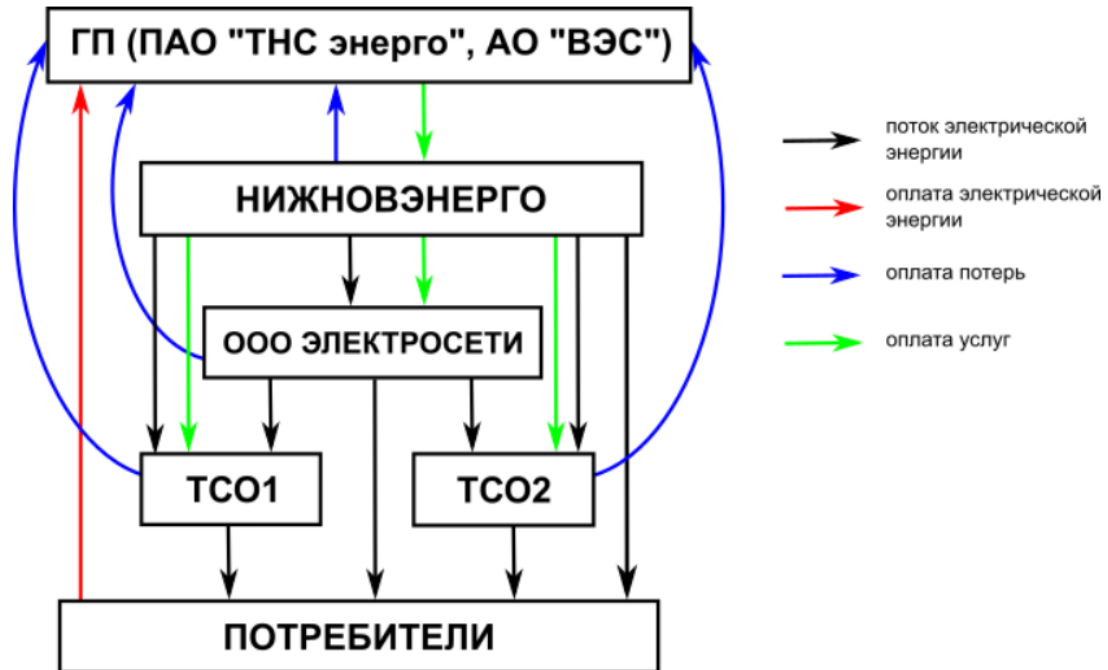 ГП (ПАО "ТНС энерго", АО "ВЭС")
НИЖНОВЭНЕРГО
ООО ЭЛЕКТРОСЕТИ
ТСО1
ТСО2
ПОТРЕБИТЕЛИ
поток электрической
энергии
оплата электрической
энергии
оплата потерь
оплата услуг